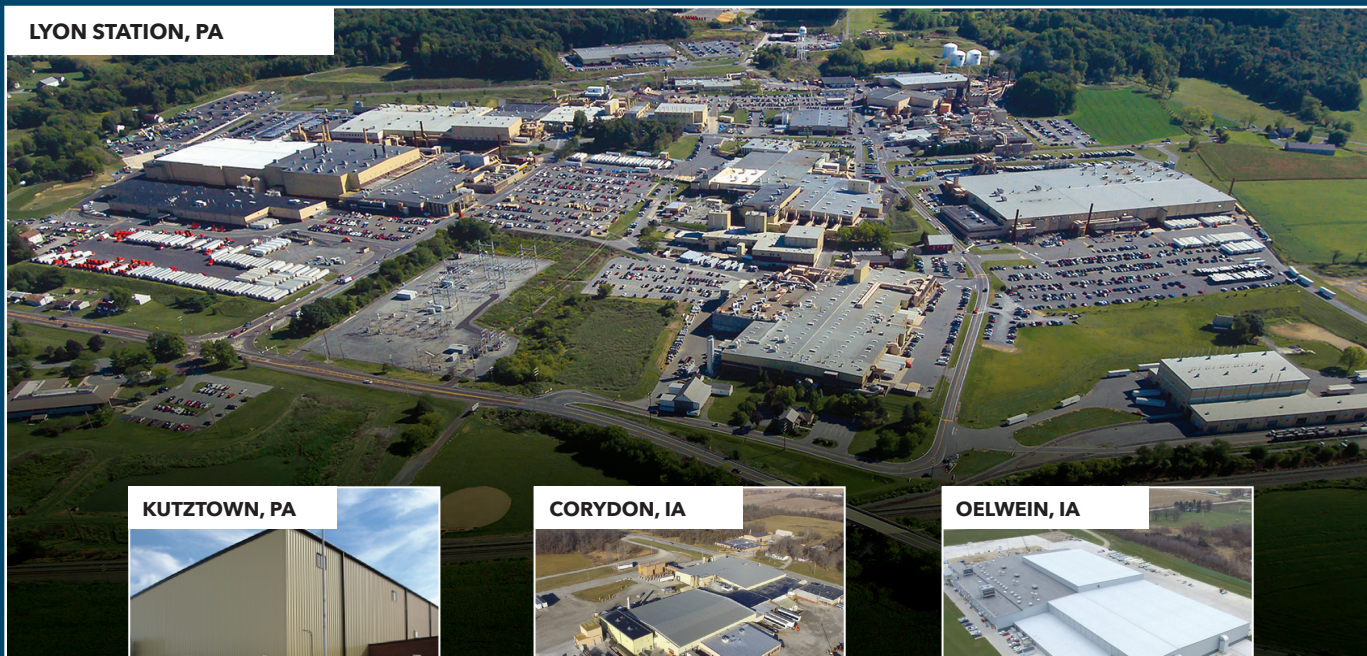 LYON STATION, PA
KUTZTOWN, PA
CORYDON, IA
OELWEIN, IA